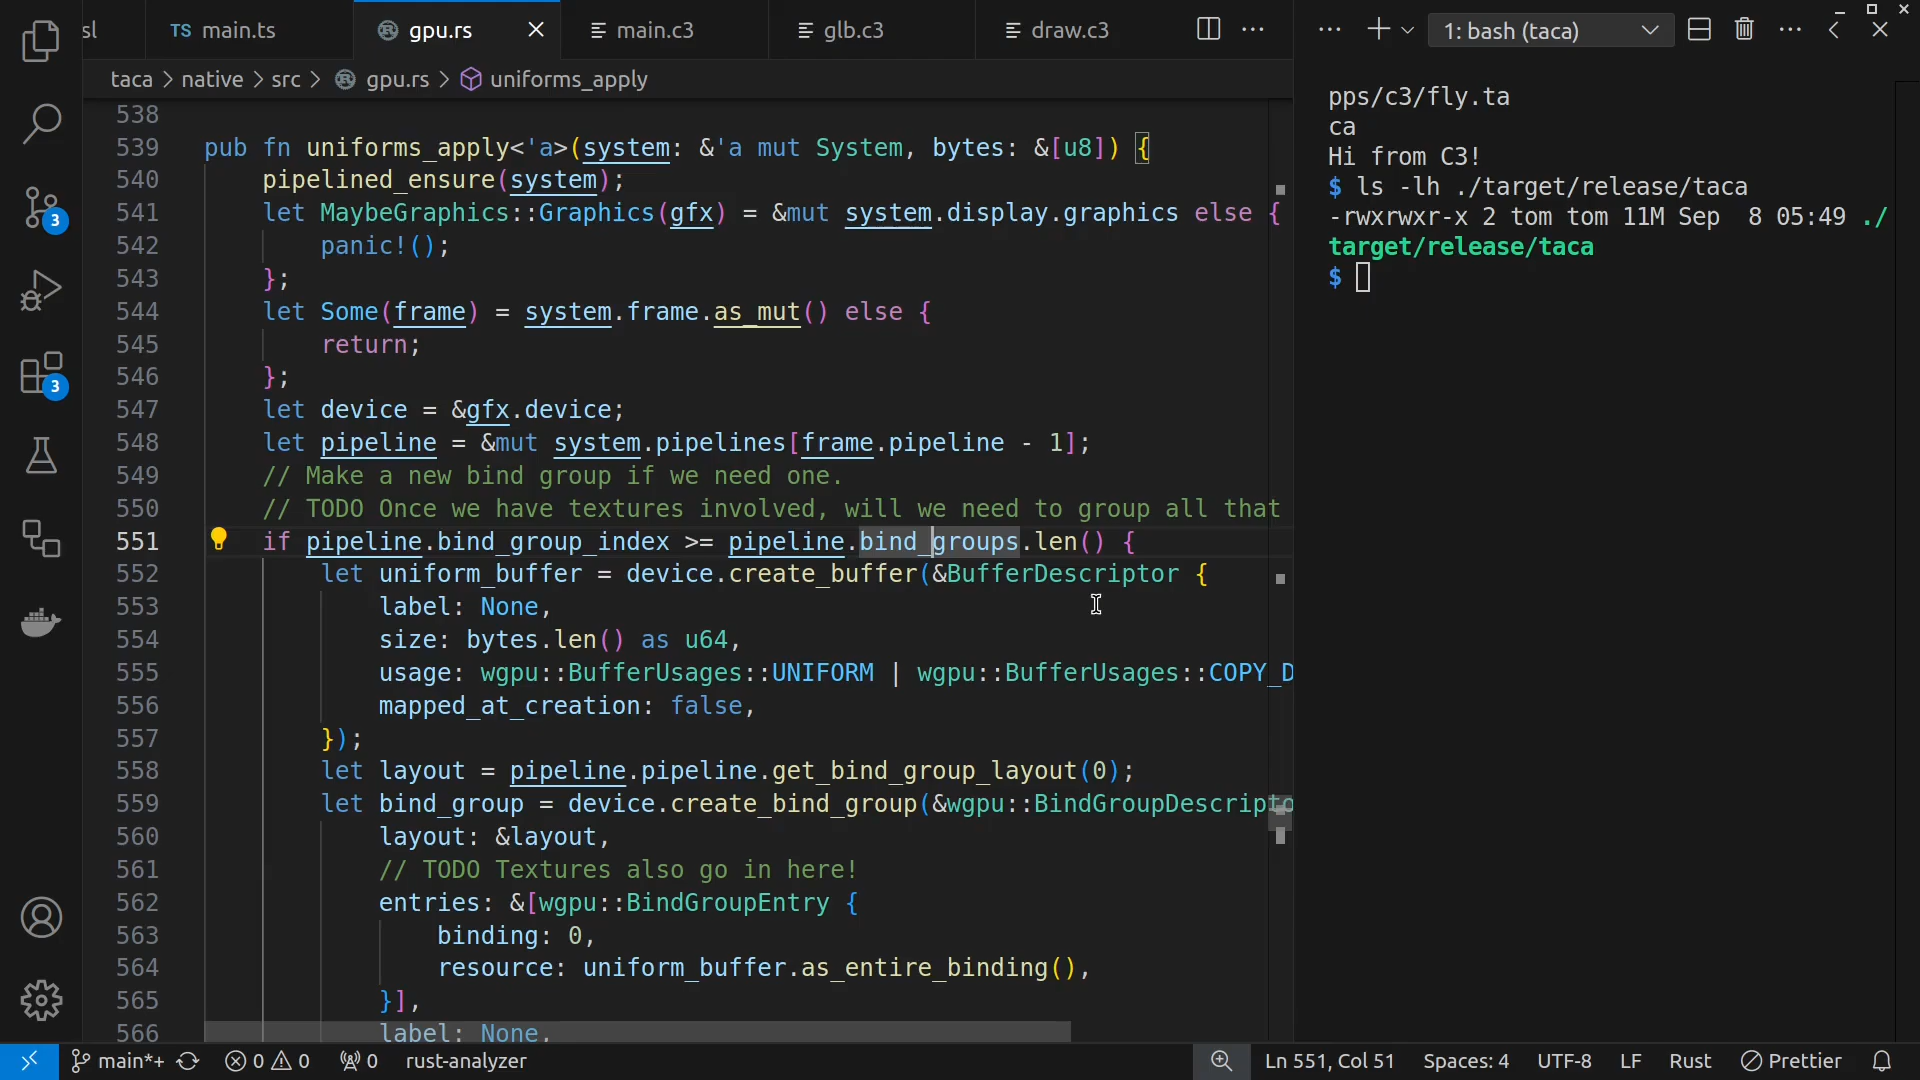 sl
TS main.ts
gpu.rs
main.c3
glb.c3
draw.c3
1: bash (taca)
taca > native > src > gpu.rs > uniforms_apply
538
539 pub fn uniforms_apply<'a>(system: &'a mut System, bytes: &[u8]) {
540 pipelined_ensure(system);
541 let MaybeGraphics::Graphics(gfx) = &mut system.display.graphics else {
542 panic!();
543 };
544 let Some(frame) = system.frame.as_mut() else {
545 return;
546 };
547 let device = &gfx.device;
548 let pipeline = &mut system.pipelines[frame.pipeline - 1];
549 // Make a new bind group if we need one.
550 // TODO Once we have textures involved, will we need to group all that
551 if pipeline.bind_group_index >= pipeline.bind_groups.len() {
552 let uniform_buffer = device.create_buffer(&BufferDescriptor {
553 label: None,
554 size: bytes.len() as u64,
555 usage: wgpu::BufferUsages::UNIFORM | wgpu::BufferUsages::COPY_D
556 mapped_at_creation: false,
557 });
558 let layout = pipeline.pipeline.get_bind_group_layout(0);
559 let bind_group = device.create_bind_group(&wgpu::BindGroupDescripto
560 layout: &layout,
561 // TODO Textures also go in here!
562 entries: &[wgpu::BindGroupEntry {
563 binding: 0,
564 resource: uniform_buffer.as_entire_binding(),
565 }],
566 label: None,
pps/c3/fly.ta
ca
Hi from C3!
$ ls -lh ./target/release/taca
-rwxrwxr-x 2 tom tom 11M Sep  8 05:49 ./
target/release/taca
$
3
3
main*+
0
0
0
rust-analyzer
Ln 551, Col 51
Spaces: 4
UTF-8
LF
Rust
Prettier